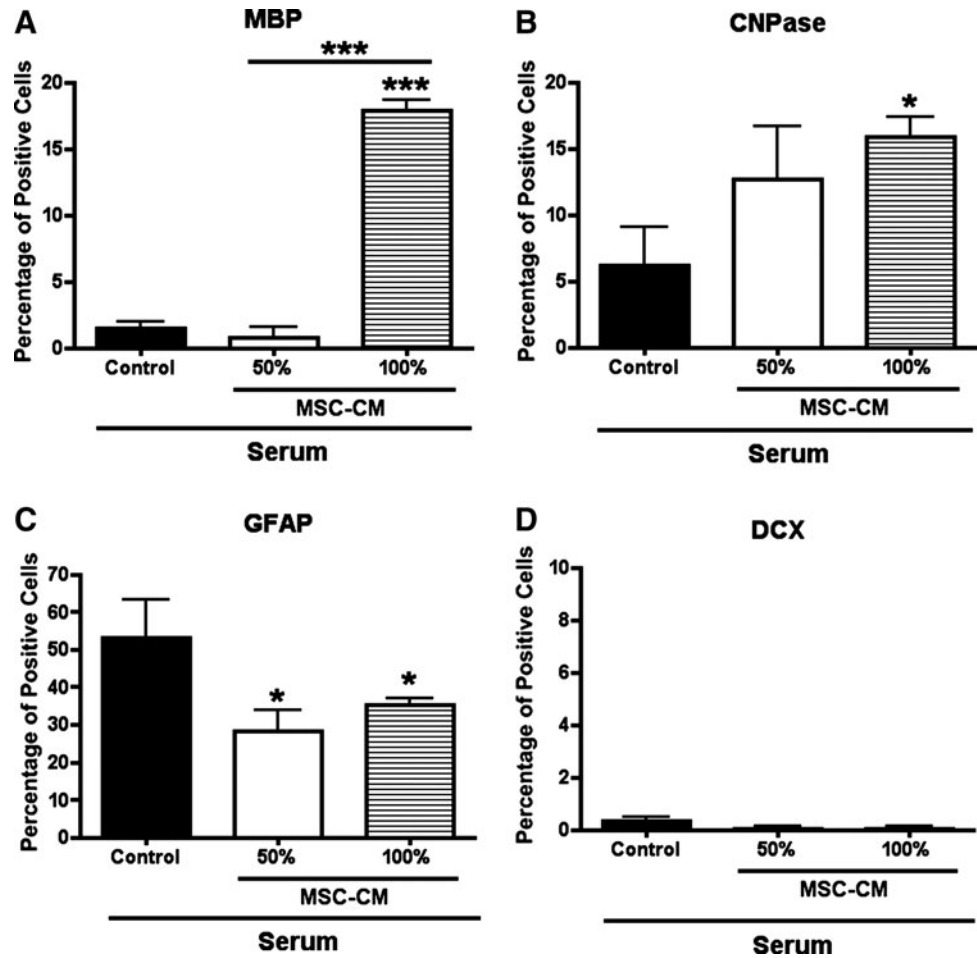 A
MBP
***
***
Percentage of Positive Cells
20
15
10
5
0
Control
50%
100%
MSC-CM
Serum
B
CNPase
*
Percentage of Positive Cells
20
15
10
5
0
Control
50%
100%
MSC-CM
Serum
C
GFAP
*
*
Percentage of Positive Cells
70
60
50
40
30
20
10
0
Control
50%
100%
MSC-CM
Serum
D
DCX
Percentage of Positive Cells
10
8
6
4
2
0
Control
50%
100%
MSC-CM
Serum